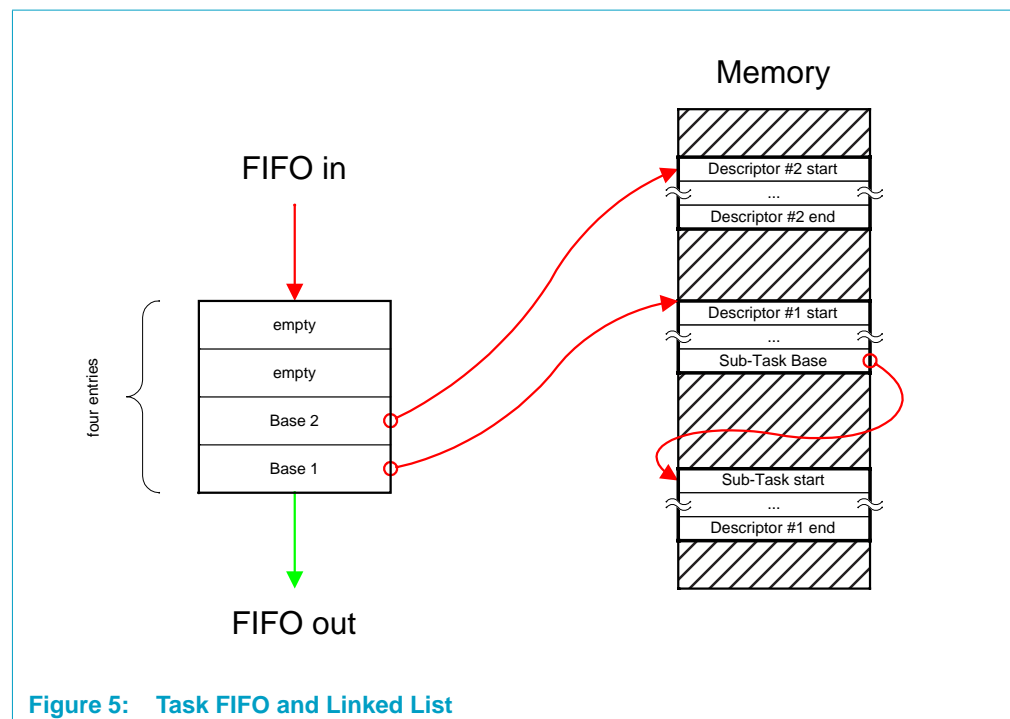 Memory
FIFO in
Descriptor #2 start
...
Descriptor #2 end
four entries
empty
empty
Base 2
Base 1
Descriptor #1 start
...
Sub-Task Base
Sub-Task start
...
Descriptor #1 end
FIFO out
Figure 5: Task FIFO and Linked List